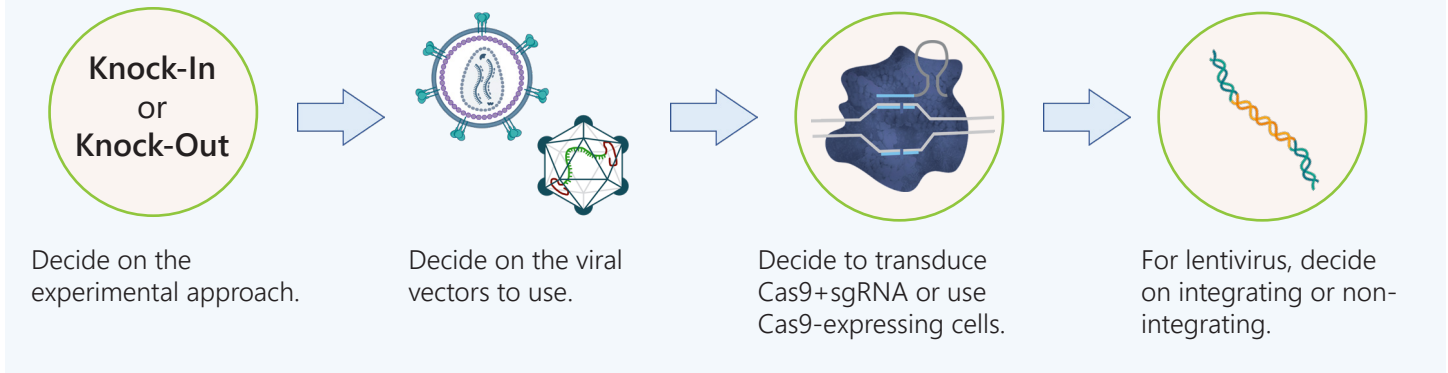 Knock-In
or
Knock-Out
Decide on the
experimental approach.
Decide on the viral
vectors to use.
Decide to transduce
Cas9+sgRNA or use
Cas9-expressing cells.
For lentivirus, decide
on integrating or non-
integrating.